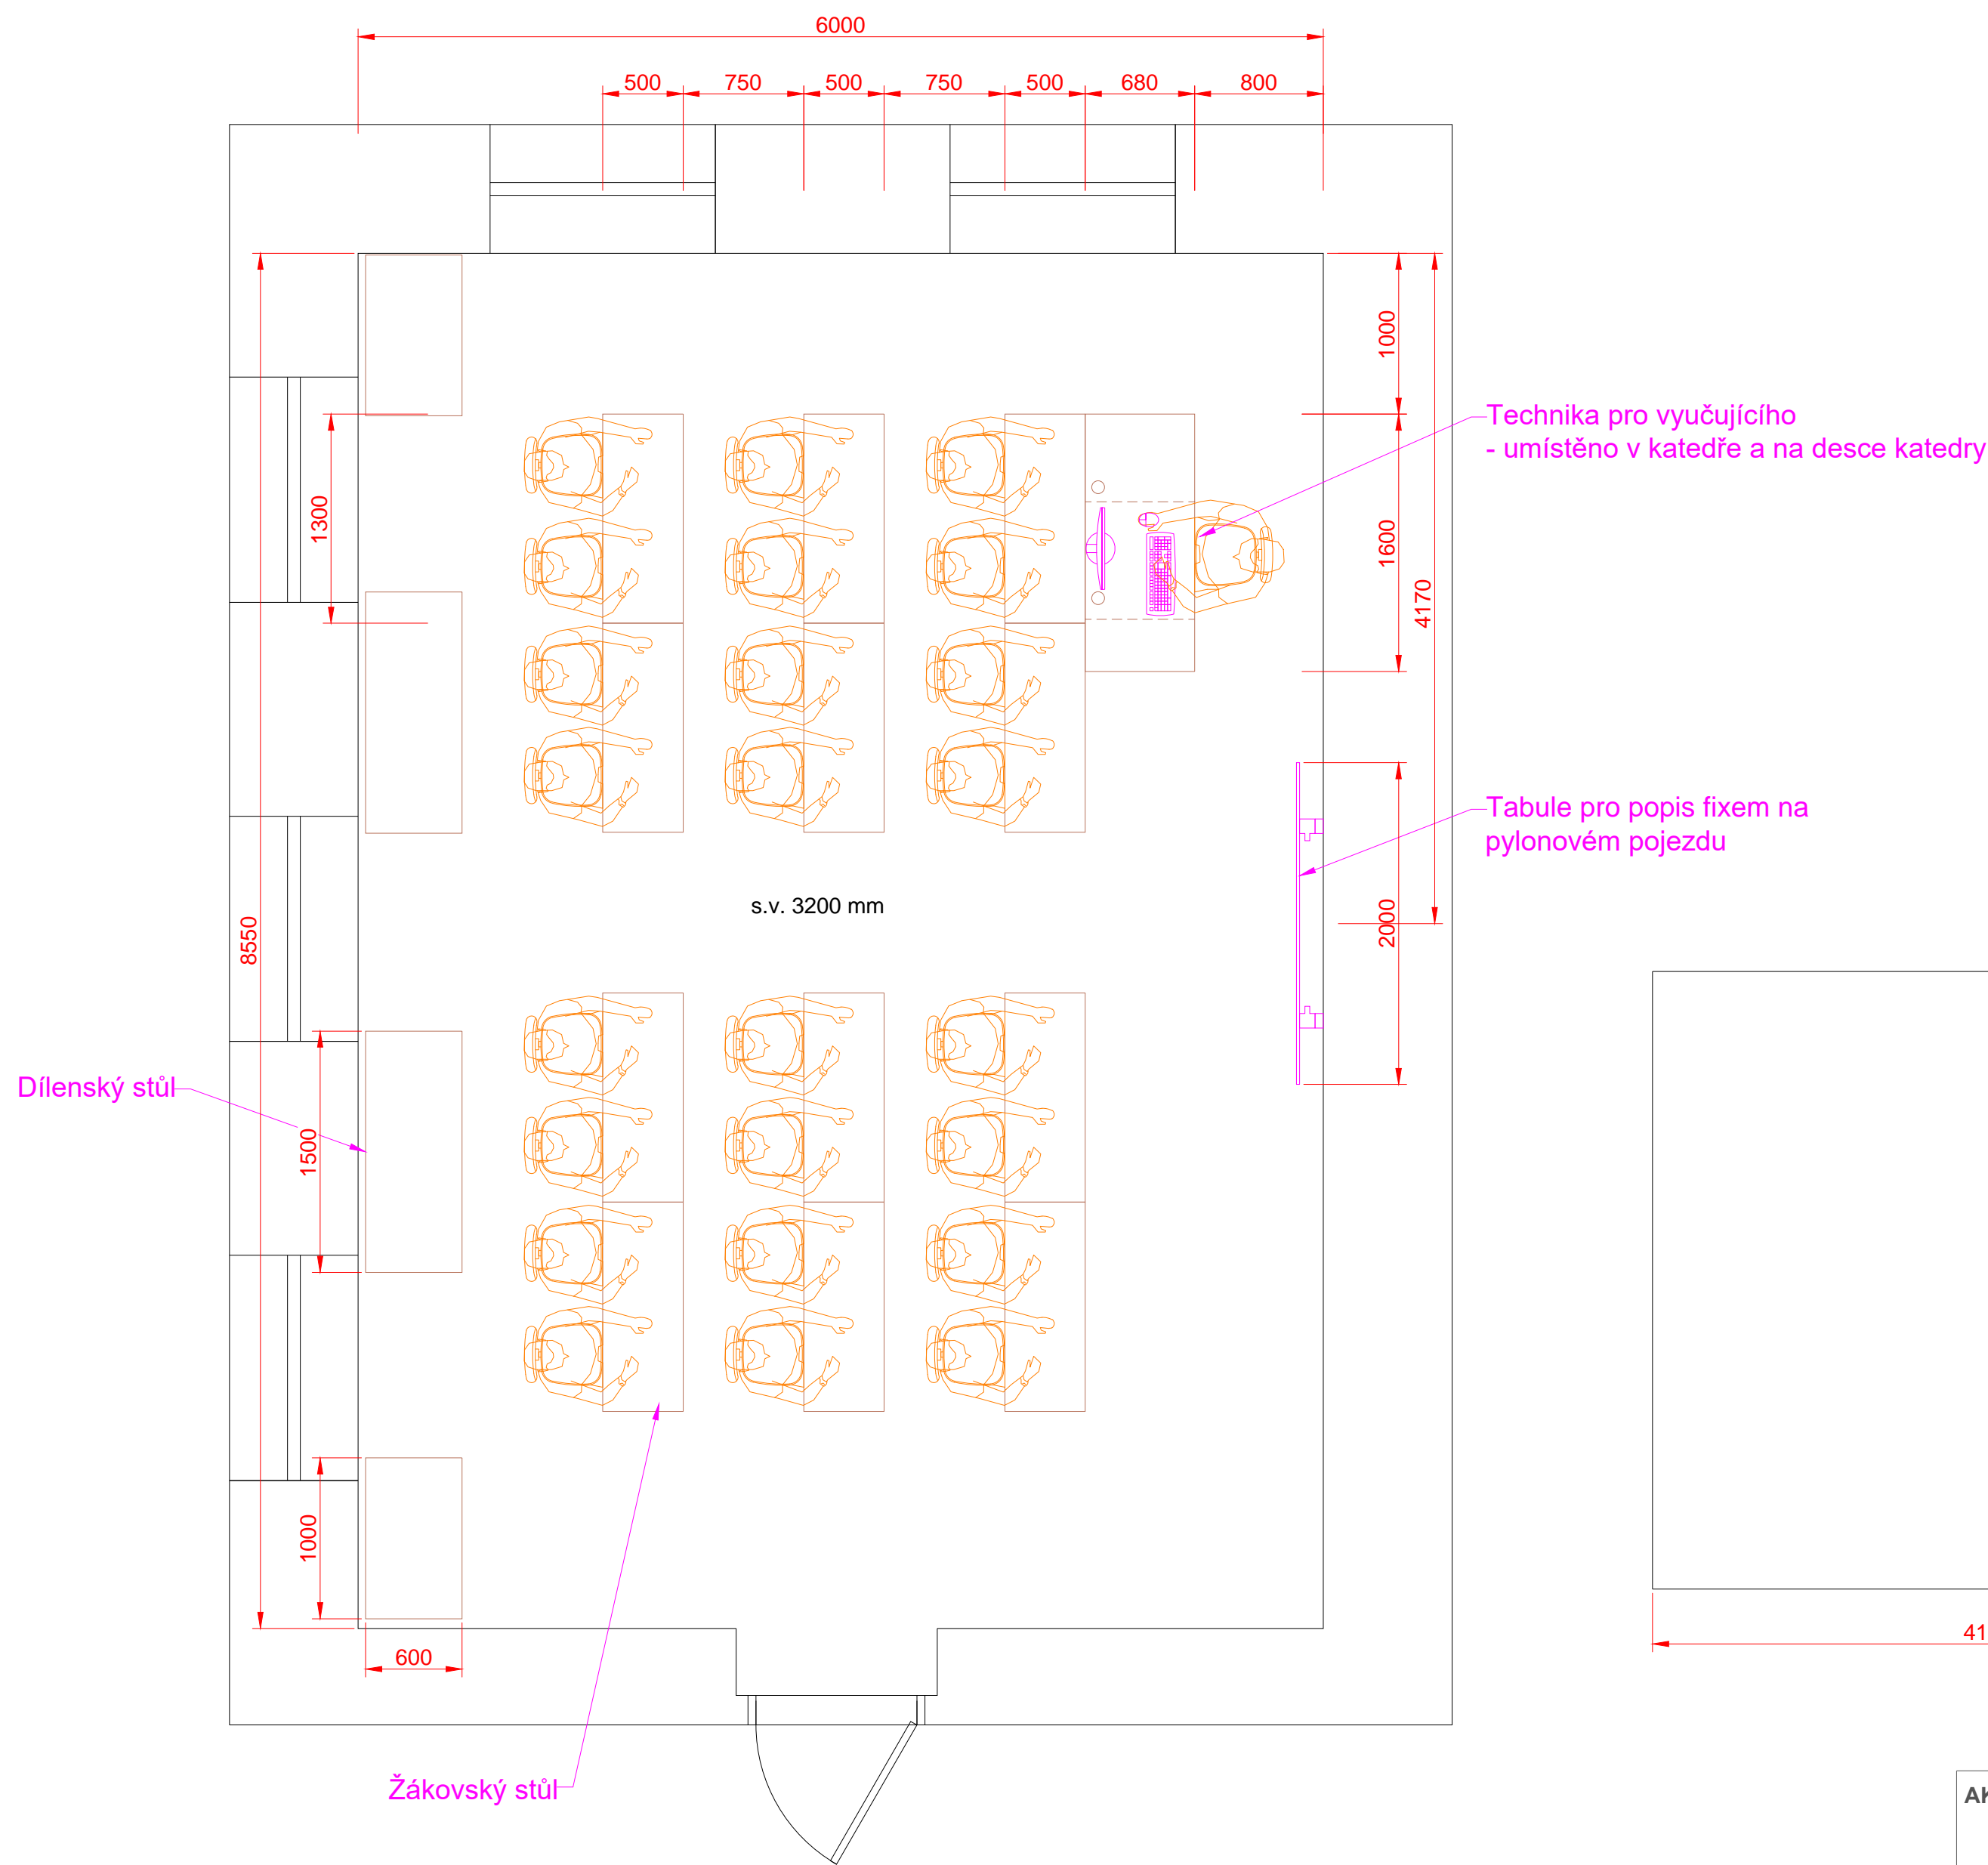 6000
500
750
500
750
500
680
800
1000
Technika pro vyučujícího
- umístěno v katedře a na desce katedry
1300
1600
4170
Tabule pro popis fixem na
pylonovém pojezdu
s.v. 3200 mm
8550
2000
Dílenský stůl
1500
1000
600
41
Žákovský stůl